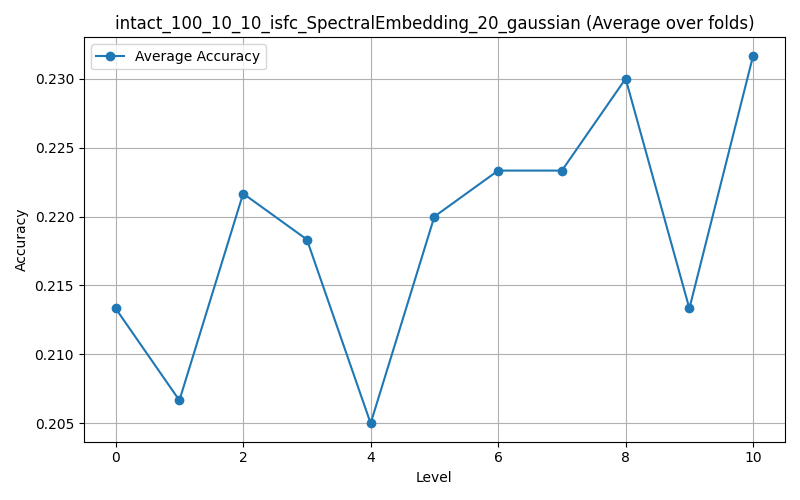 intact_100_10_10_isfc_SpectralEmbedding_20_gaussian (Average over folds)
Average Accuracy
0.230
0.225
0.220
0.215
0.210
0.205
Accuracy
0 2 4 6 8 10
Level